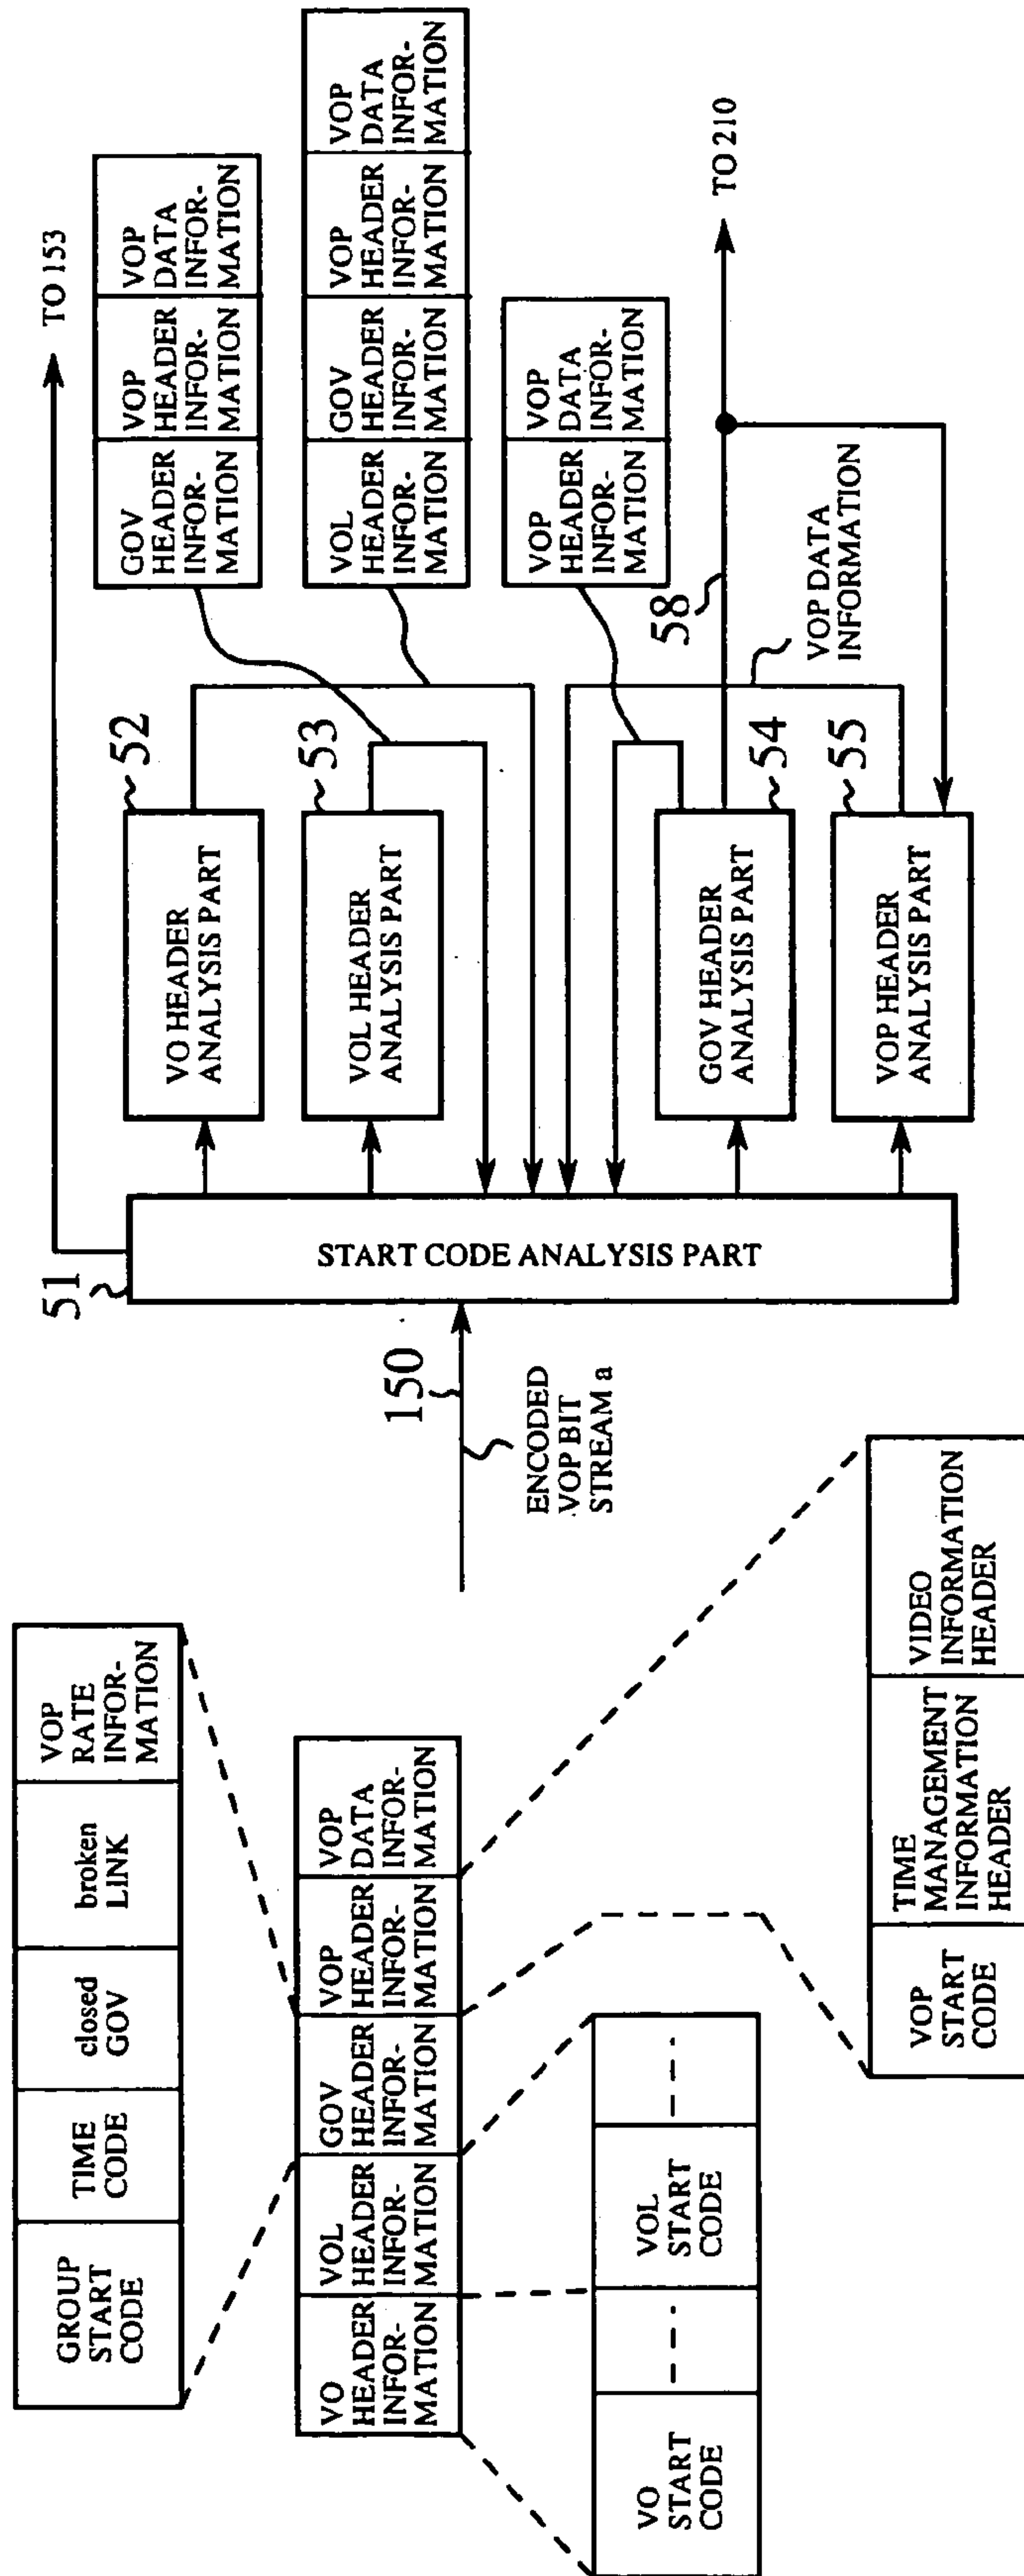 GROUP
START
CODE
TIME
CODE
closed
GOV
broken
LINK
VOP
RATE
INFOR-
MATION
VO
HEADER
INFOR-
MATION
VOL
HEADER
INFOR-
MATION
GOV
HEADER
INFOR-
MATION
VOP
HEADER
INFOR-
MATION
VOP
DATA
INFOR-
MATION
VO
START
CODE
VOL
START
CODE
VOP
START
CODE
TIME
MANAGEMENT
INFORMATION
HEADER
VIDEO
INFORMATION
HEADER
150
ENCODED
VOP BIT
STREAM a
51
START CODE ANALYSIS PART
TO 153
52
VO HEADER
ANALYSIS PART
53
VOL HEADER
ANALYSIS PART
54
GOV HEADER
ANALYSIS PART
55
VOP HEADER
ANALYSIS PART
GOV
HEADER
INFOR-
MATION
VOP
HEADER
INFOR-
MATION
VOP
DATA
INFOR-
MATION
VOL
HEADER
INFOR-
MATION
GOV
HEADER
INFOR-
MATION
VOP
HEADER
INFOR-
MATION
VOP
DATA
INFOR-
MATION
VOP
HEADER
INFOR-
MATION
VOP
DATA
INFOR-
MATION
58
TO 210
VOP DATA
INFORMATION